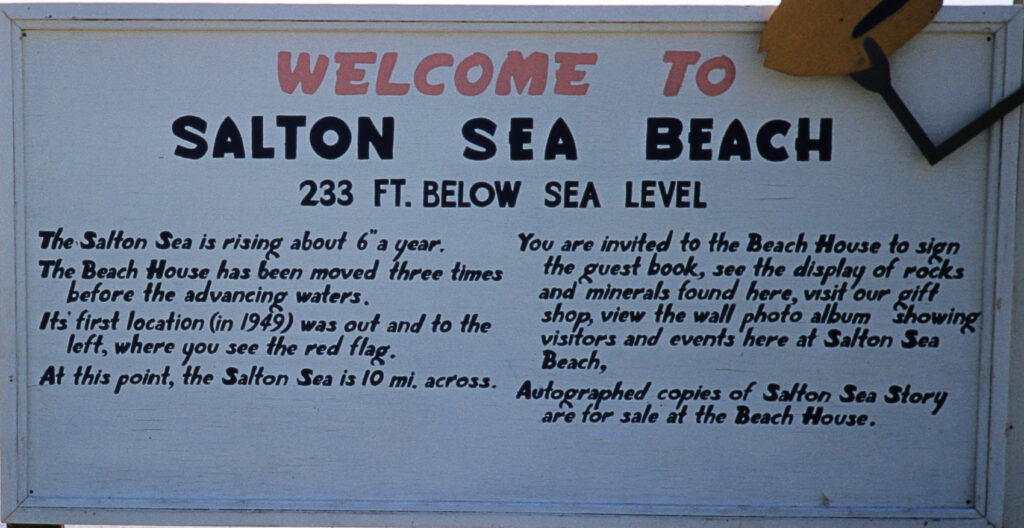 WELCOME TO
SALTON SEA BEACH
233 FT. BELOW SEA LEVEL
The Salton Sea is rising about 6" a year.
The Beach House has been moved three times
before the advancing waters.
Its' first location (in 1949) was out and to the
left, where you see the red flag.
At this point, the Salton Sea is 10 mi. across.
You are invited to the Beach House to sign
the guest book, see the display of rocks
and minerals found here, visit our gift
shop, view the wall photo album showing
visitors and events here at Salton Sea
Beach,
Autographed copies of Salton Sea Story
are for sale at the Beach House.